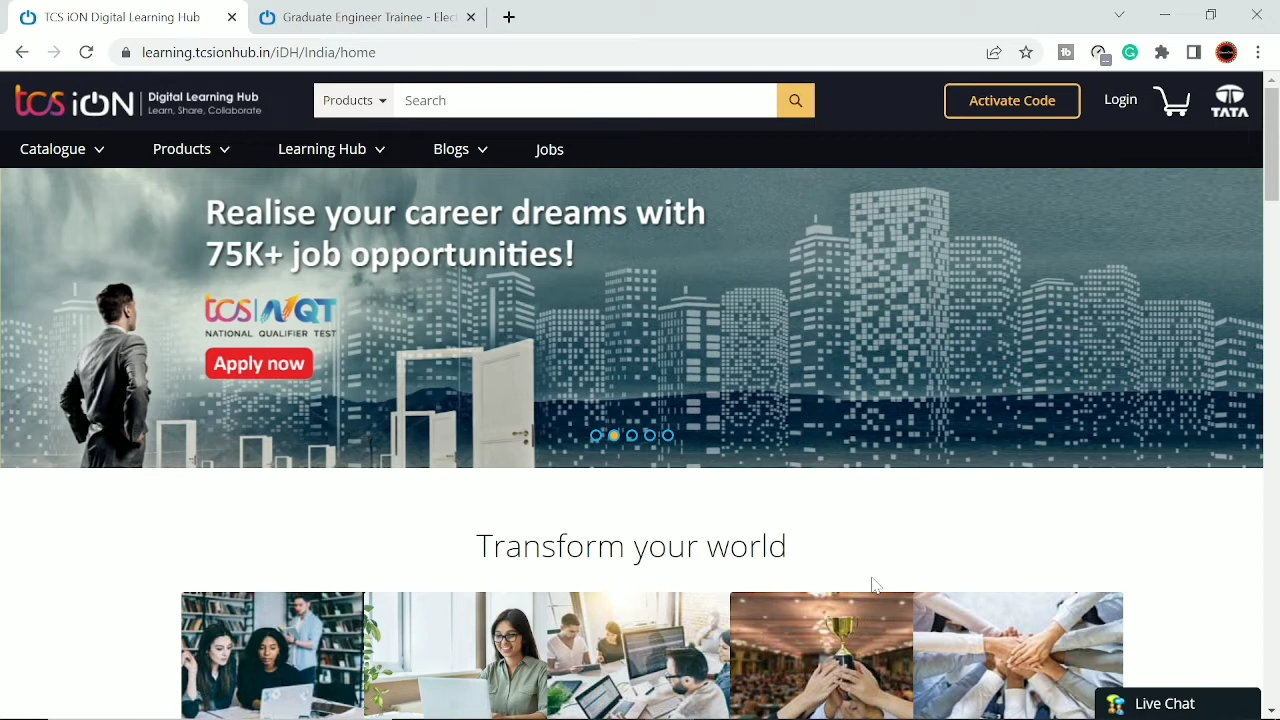 TCS iON Digital Learning Hub
Graduate Engineer Trainee - Elec
learning.tcsionhub.in/iDH/India/home
tcs iON
Digital Learning Hub
Learn, Share, Collaborate
Products
Search
Activate Code
Login
TATA
Catalogue
Products
Learning Hub
Blogs
Jobs
Realise your career dreams with
75K+ job opportunities!
tcs NQT
NATIONAL QUALIFIER TEST
Apply now
Transform your world
Live Chat